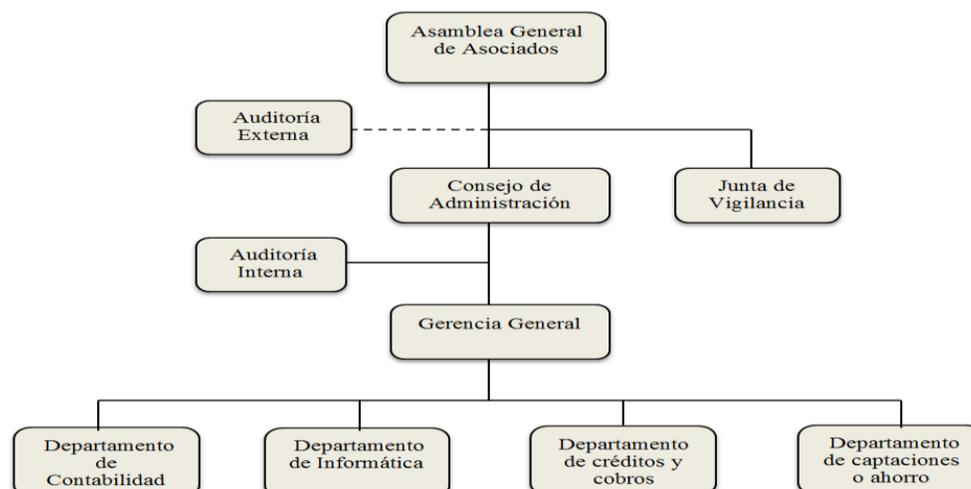 Asamblea General
de Asociados
Auditoría
Externa
Consejo de
Administración
Junta de
Vigilancia
Auditoría
Interna
Gerencia General
Departamento
de
Contabilidad
Departamento
de Informática
Departamento
de créditos y
cobros
Departamento
de captaciones
o ahorro